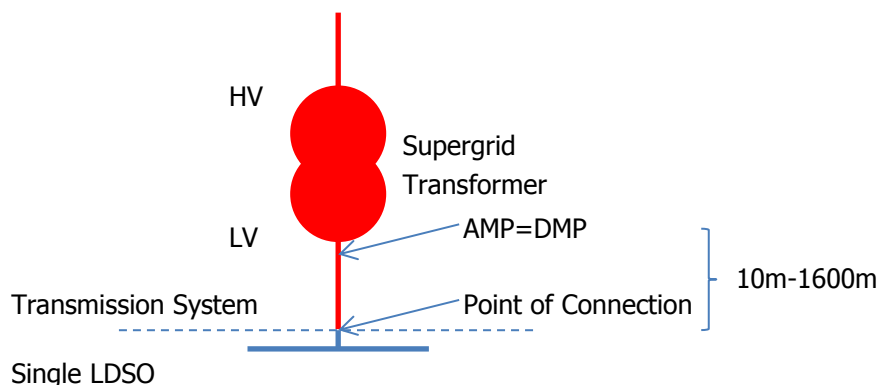 HV
Supergrid
Transformer
LV
AMP=DMP
10m-1600m
Transmission System
Point of Connection
Single LDSO